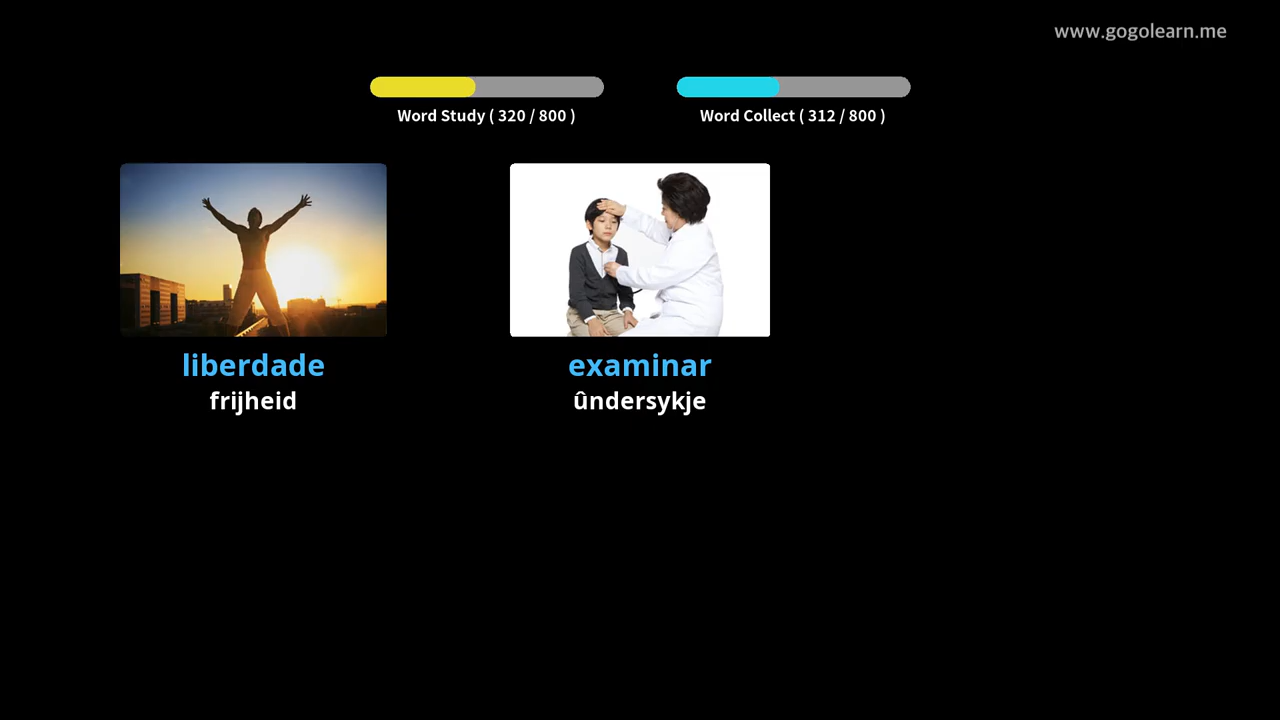 www.gogolearn.me
Word Study ( 320 / 800 )
Word Collect ( 312 / 800 )
liberdade
frijheid
examinar
ûndersykje